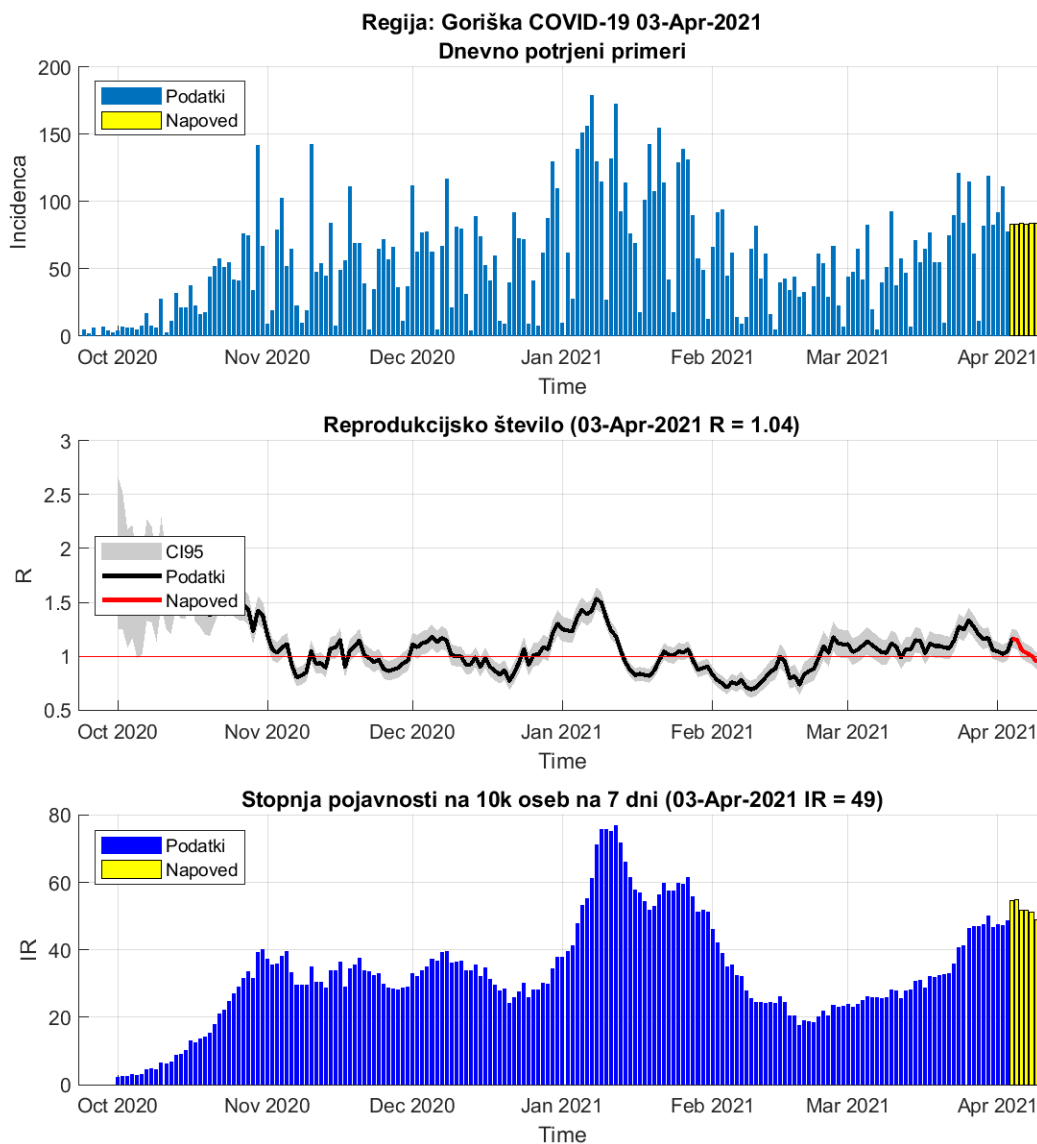 Regija: Goriška COVID-19 03-Apr-2021
Dnevno potrjeni primeri
200
150
100
50
0
Incidenca
Podatki
Napoved
Oct 2020 Nov 2020 Dec 2020 Jan 2021 Feb 2021 Mar 2021 Apr 2021
Time
Reprodukcijsko število (03-Apr-2021 R = 1.04)
3
2.5
2
1.5
1
0.5
R
CI95
Podatki
Napoved
Oct 2020 Nov 2020 Dec 2020 Jan 2021 Feb 2021 Mar 2021 Apr 2021
Time
Stopnja pojavnosti na 10k oseb na 7 dni (03-Apr-2021 IR = 49)
80
60
40
20
0
IR
Podatki
Napoved
Oct 2020 Nov 2020 Dec 2020 Jan 2021 Feb 2021 Mar 2021 Apr 2021
Time